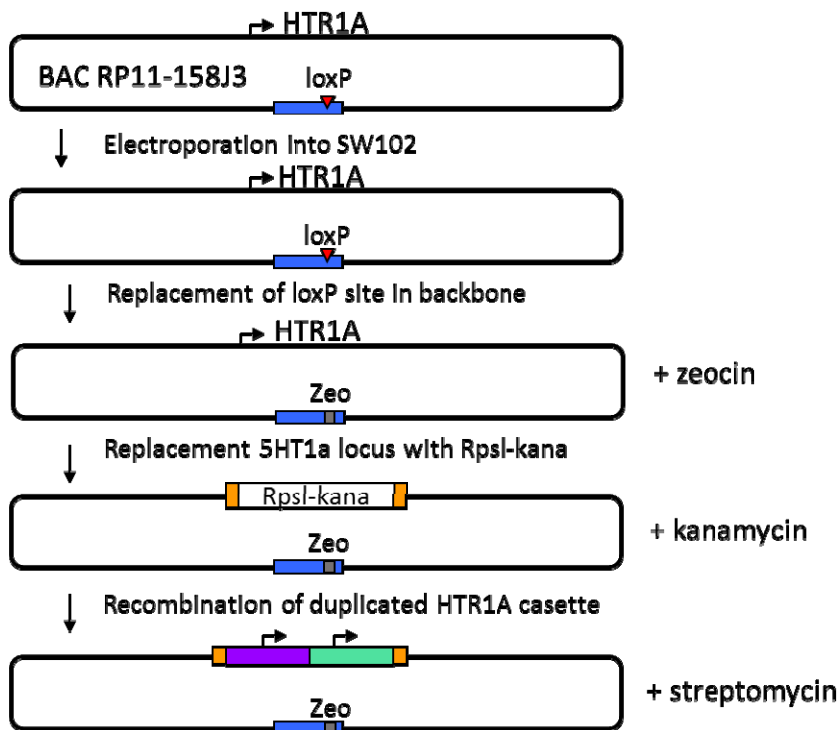 HTR1A
BAC RP11-158J3
loxP
Electroporation into SW102
HTR1A
loxP
Replacement of loxP site in backbone
HTR1A
+ zeocin
Zeo
Replacement 5HT1a locus with Rpsl-kana
Rpsl-kana
+ kanamycin
Zeo
Recombination of duplicated HTR1A casette
+ streptomycin
Zeo